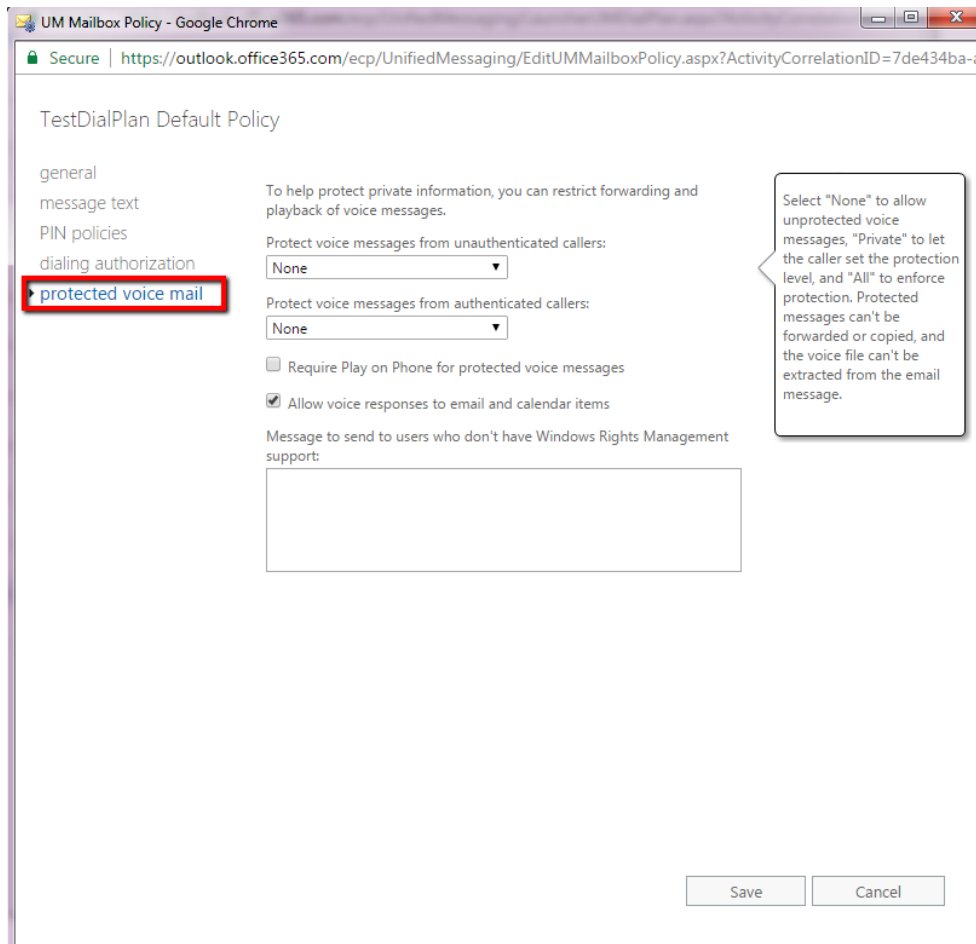 UM Mailbox Policy - Google Chrome
Secure | https://outlook.office365.com/ecp/UnifiedMessaging/EditUMMailboxPolicy.aspx?ActivityCorrelationID=7de434ba-a
TestDialPlan Default Policy
general
message text
PIN policies
dialing authorization
protected voice mail
To help protect private information, you can restrict forwarding and
playback of voice messages.
Protect voice messages from unauthenticated callers:
None
Protect voice messages from authenticated callers:
None
Require Play on Phone for protected voice messages
Allow voice responses to email and calendar items
Message to send to users who don't have Windows Rights Management
support:
Select "None" to allow
unprotected voice
messages, "Private" to let
the caller set the protection
level, and "All" to enforce
protection. Protected
messages can't be
forwarded or copied, and
the voice file can't be
extracted from the email
message.
Save
Cancel